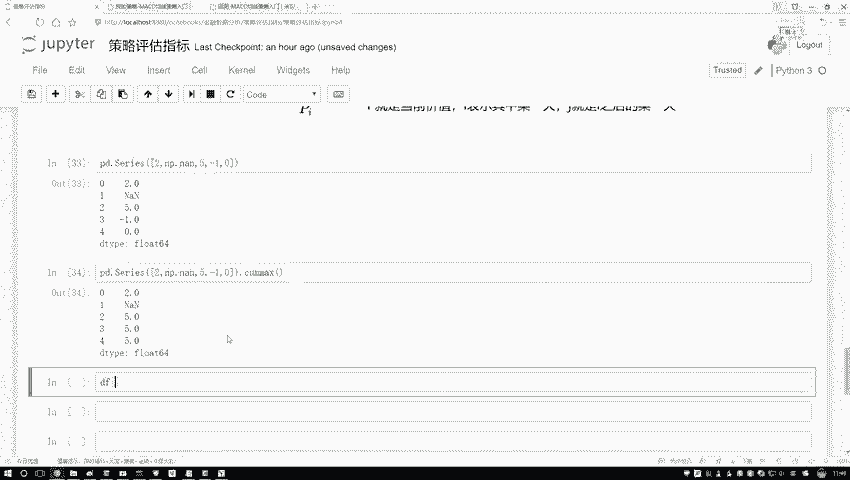 http://localhost:8888/
jupyter 策略评估指标 Last Checkpoint: an hour ago (unsaved changes)
Logout
File Edit View Insert Cell Kernel Widgets Help
Trusted Python 3
Code
P_i
In [33]: pd.Series([2,np.nan,5,-1,0])
Out[33]:
0 2.0
1 NaN
2 5.0
3 -1.0
4 0.0
dtype: float64
In [34]: pd.Series([2,np.nan,5,-1,0]).cummax()
Out[34]:
0 2.0
1 NaN
2 5.0
3 5.0
4 5.0
dtype: float64
In [ ]: df
In [ ]:
In [ ]: